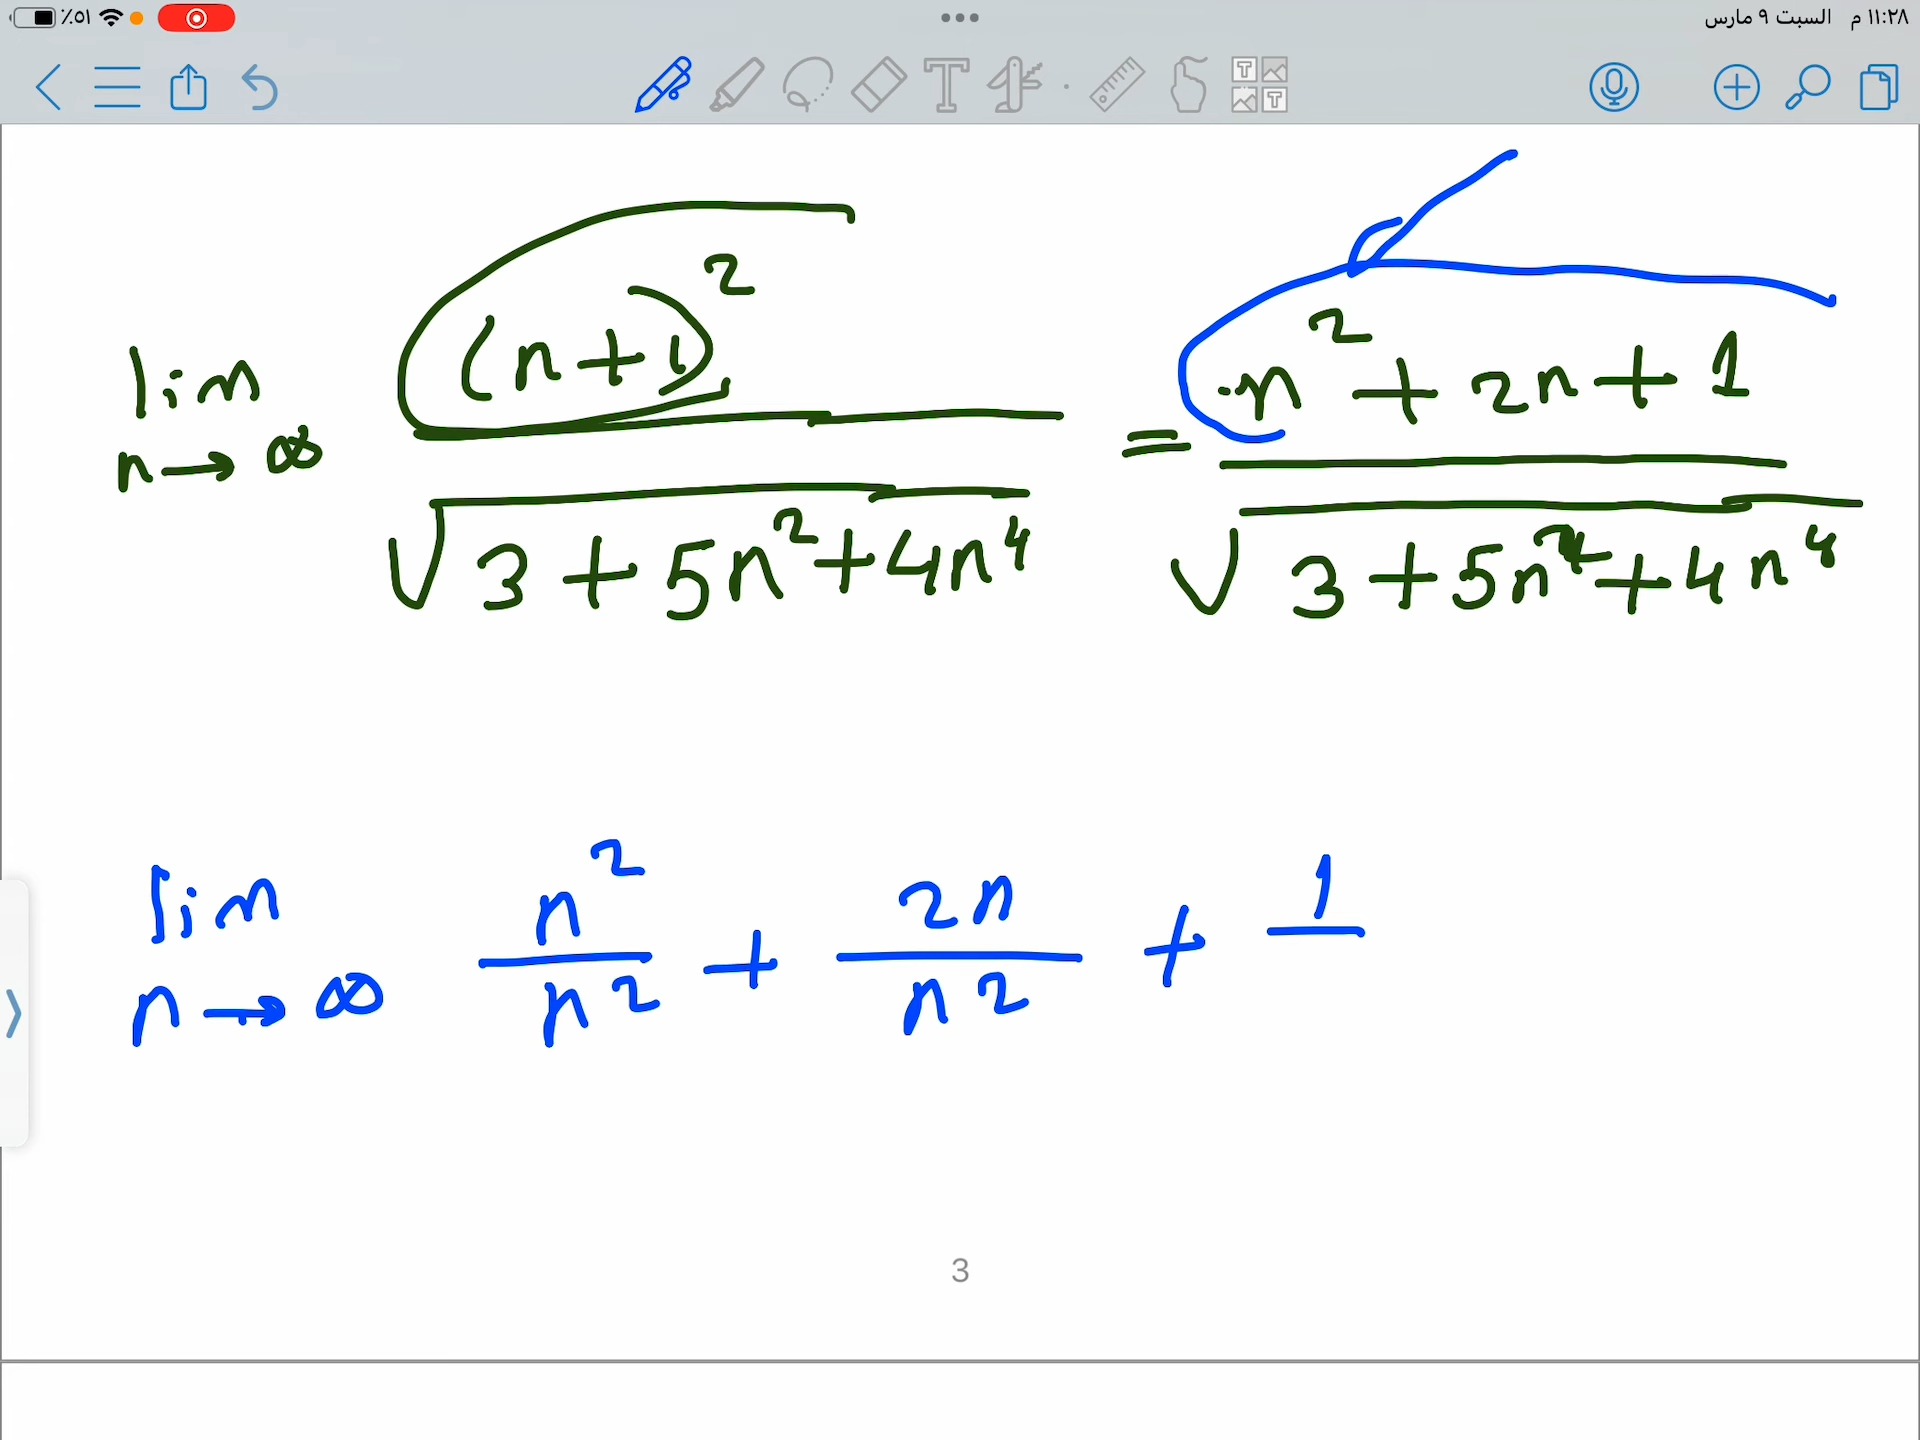 ٪٥١ السبت ٩ مارس ١١:٢٨ م
lim n→∞ (n+1)² / √(3+5n²+4n⁴) = n²+2n+1 / √(3+5n²+4n⁴)
lim n→∞ n²/n² + 2n/n² + 1
3